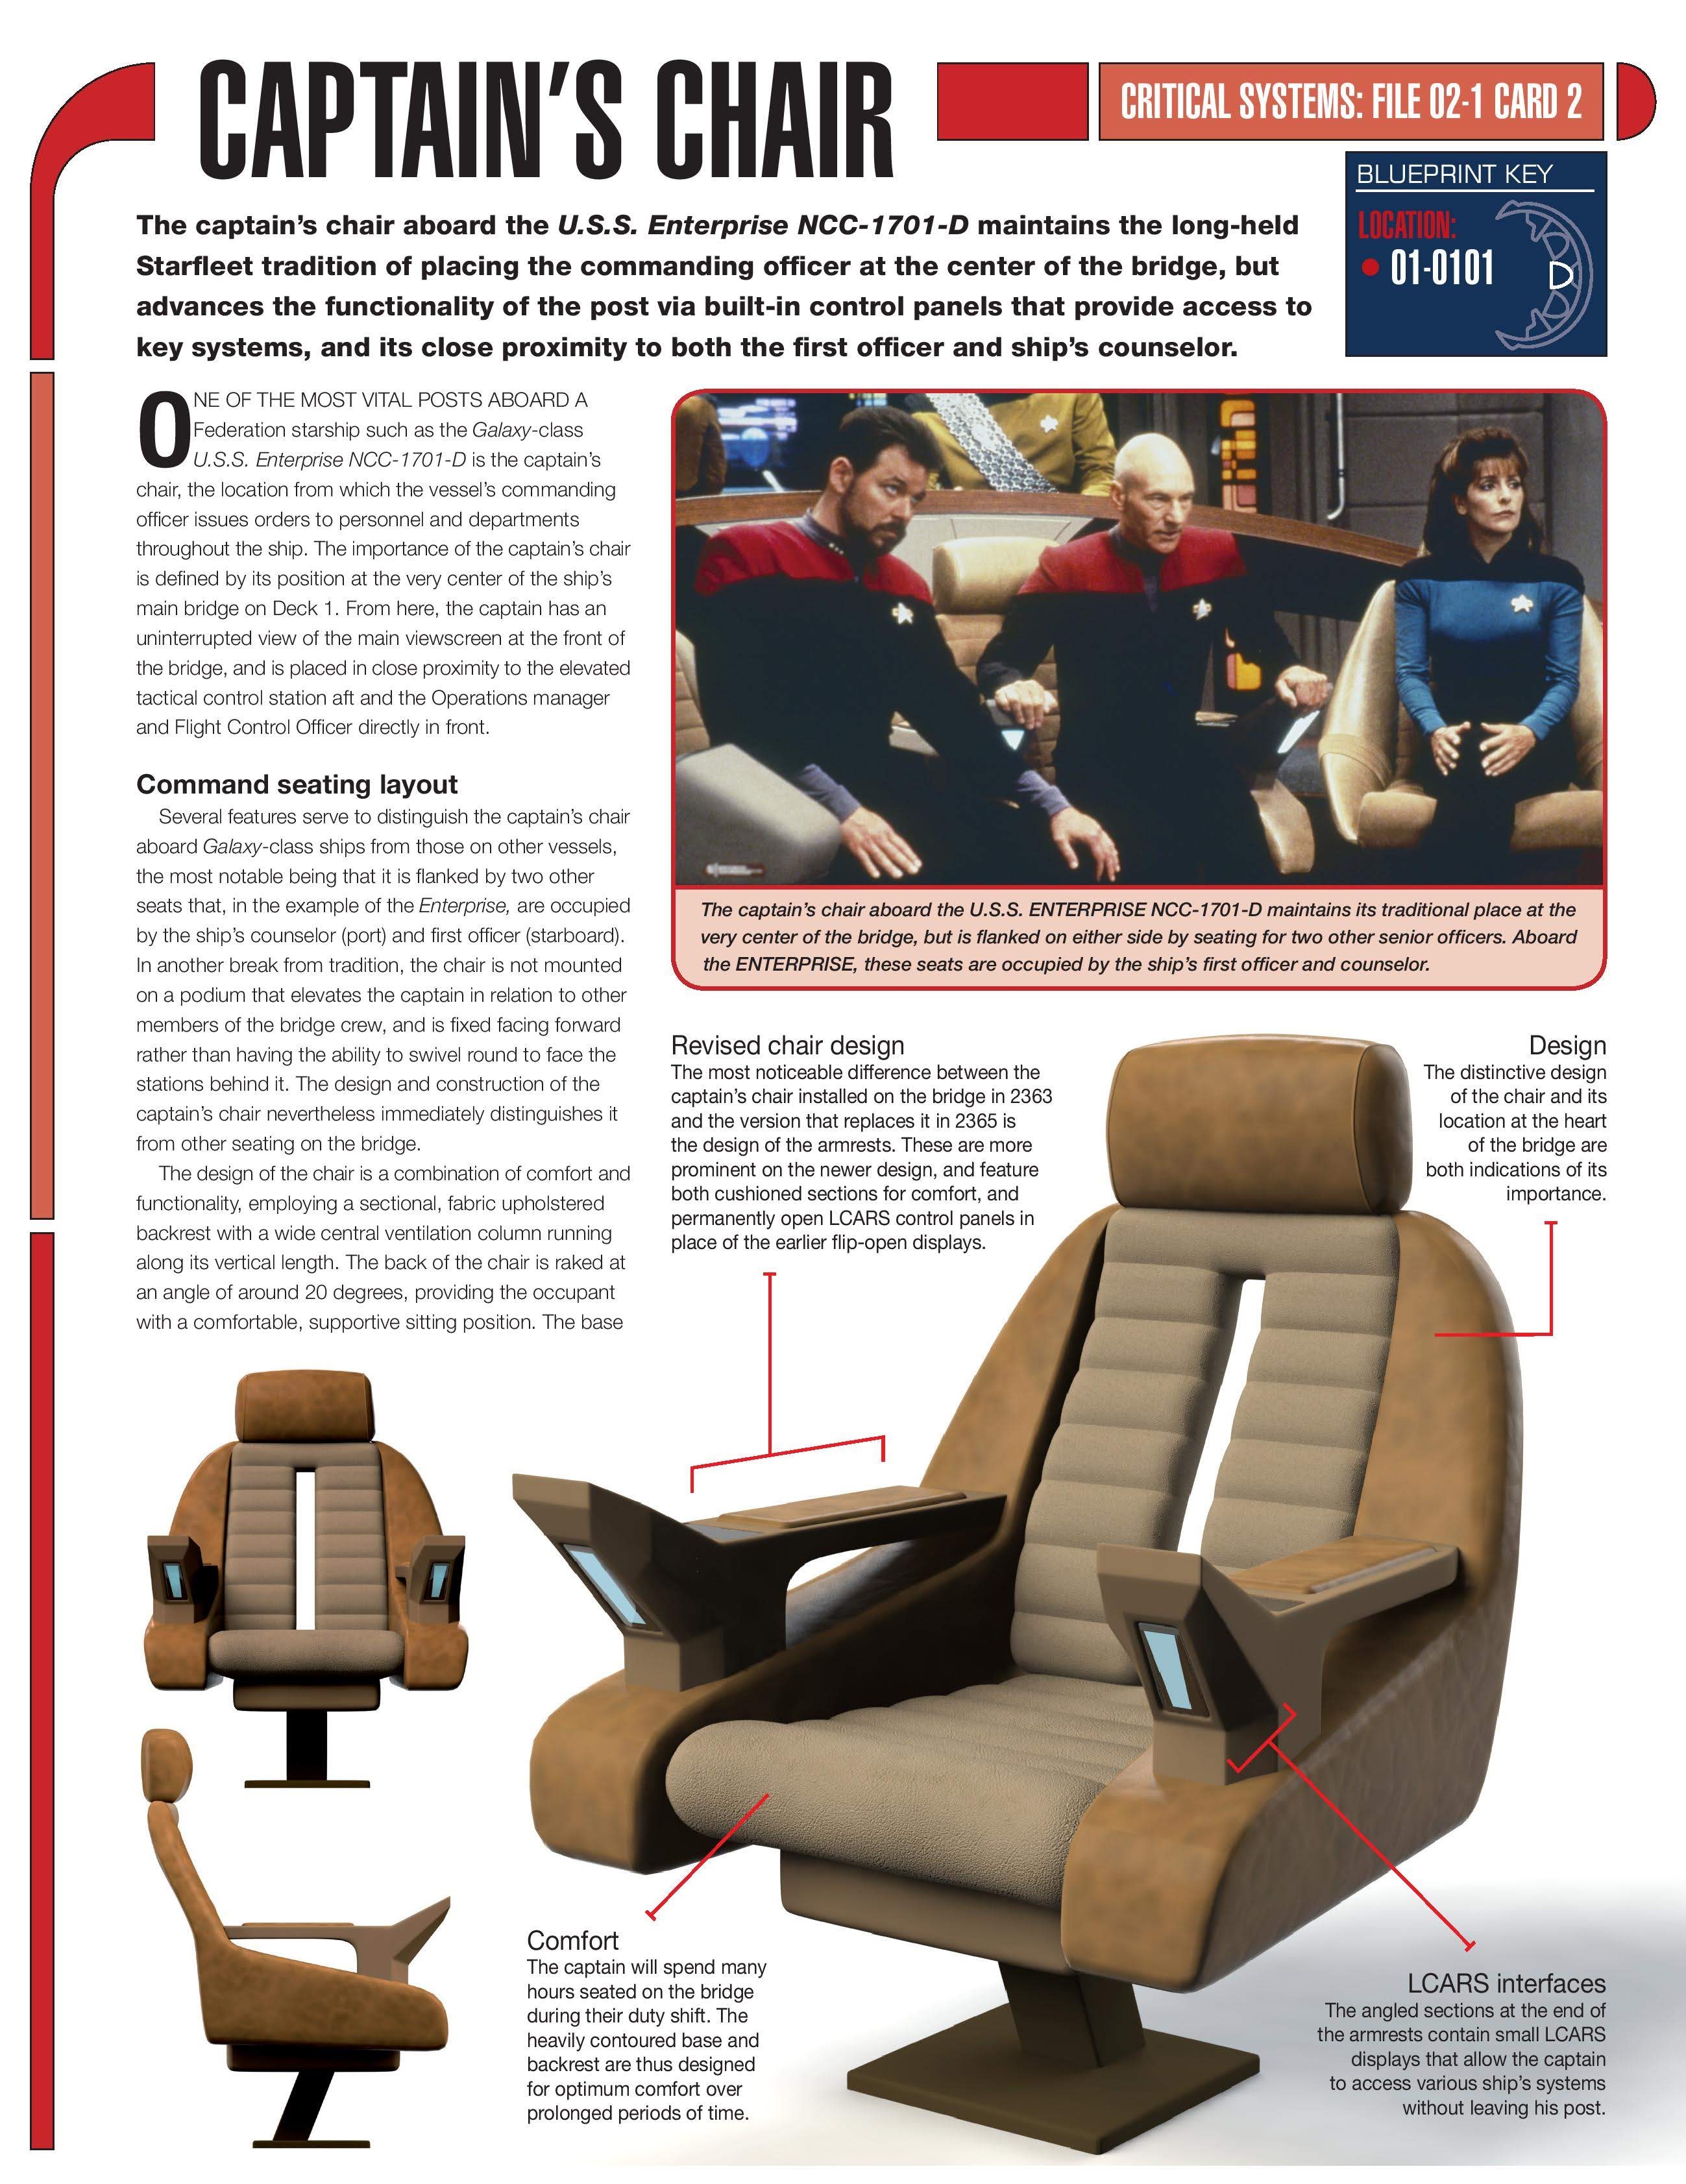 CAPTAIN'S CHAIR
CRITICAL SYSTEMS: FILE 02-1 CARD 2
BLUEPRINT KEY
LOCATION:
• 01-0101
The captain's chair aboard the U.S.S. Enterprise NCC-1701-D maintains the long-held
Starfleet tradition of placing the commanding officer at the center of the bridge, but
advances the functionality of the post via built-in control panels that provide access to
key systems, and its close proximity to both the first officer and ship's counselor.
ONE OF THE MOST VITAL POSTS ABOARD A
Federation starship such as the Galaxy-class
U.S.S. Enterprise NCC-1701-D is the captain's
chair, the location from which the vessel's commanding
officer issues orders to personnel and departments
throughout the ship. The importance of the captain's chair
is defined by its position at the very center of the ship's
main bridge on Deck 1. From here, the captain has an
uninterrupted view of the main viewscreen at the front of
the bridge, and is placed in close proximity to the elevated
tactical control station aft and the Operations manager
and Flight Control Officer directly in front.
Command seating layout
Several features serve to distinguish the captain's chair
aboard Galaxy-class ships from those on other vessels,
the most notable being that it is flanked by two other
seats that, in the example of the Enterprise, are occupied
by the ship's counselor (port) and first officer (starboard).
In another break from tradition, the chair is not mounted
on a podium that elevates the captain in relation to other
members of the bridge crew, and is fixed facing forward
rather than having the ability to swivel round to face the
stations behind it. The design and construction of the
captain's chair nevertheless immediately distinguishes it
from other seating on the bridge.
The design of the chair is a combination of comfort and
functionality, employing a sectional, fabric upholstered
backrest with a wide central ventilation column running
along its vertical length. The back of the chair is raked at
an angle of around 20 degrees, providing the occupant
with a comfortable, supportive sitting position. The base
The captain's chair aboard the U.S.S. ENTERPRISE NCC-1701-D maintains its traditional place at the
very center of the bridge, but is flanked on either side by seating for two other senior officers. Aboard
the ENTERPRISE, these seats are occupied by the ship's first officer and counselor.
Revised chair design
The most noticeable difference between the
captain's chair installed on the bridge in 2363
and the version that replaces it in 2365 is
the design of the armrests. These are more
prominent on the newer design, and feature
both cushioned sections for comfort, and
permanently open LCARS control panels in
place of the earlier flip-open displays.
Design
The distinctive design
of the chair and its
location at the heart
of the bridge are
both indications of its
importance.
Comfort
The captain will spend many
hours seated on the bridge
during their duty shift. The
heavily contoured base and
backrest are thus designed
for optimum comfort over
prolonged periods of time.
LCARS interfaces
The angled sections at the end of
the armrests contain small LCARS
displays that allow the captain
to access various ship's systems
without leaving his post.